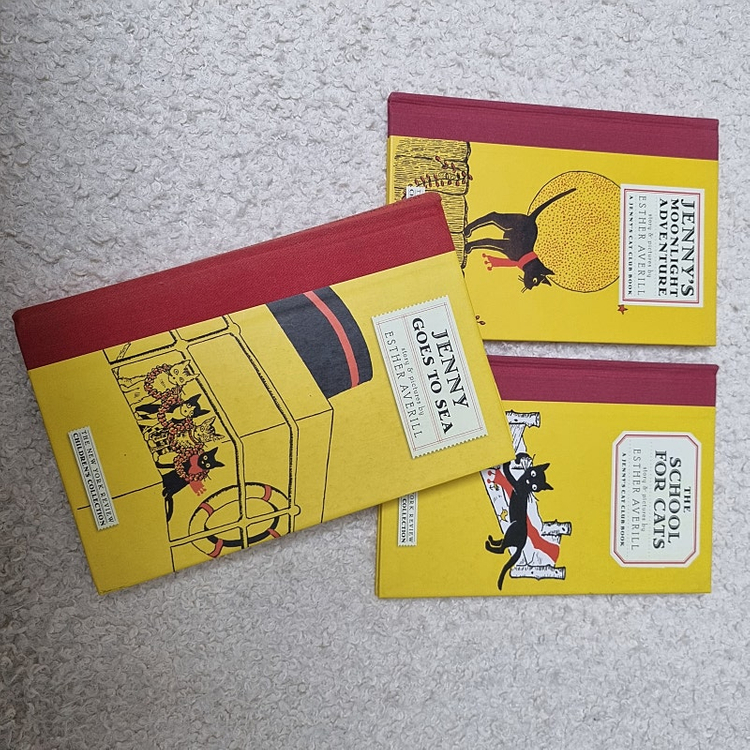 JENNY
GOES TO SEA
story & pictures by
ESTHER AVERILL
THE NEW YORK REVIEW
CHILDREN'S COLLECTION
JENNY'S
MOONLIGHT
ADVENTURE
story & pictures by
ESTHER AVERILL
A JENNY'S CAT CLUB BOOK
THE
SCHOOL
FOR CATS
story & pictures by
ESTHER AVERILL
A JENNY'S CAT CLUB BOOK
REVIEW
COLLECTION